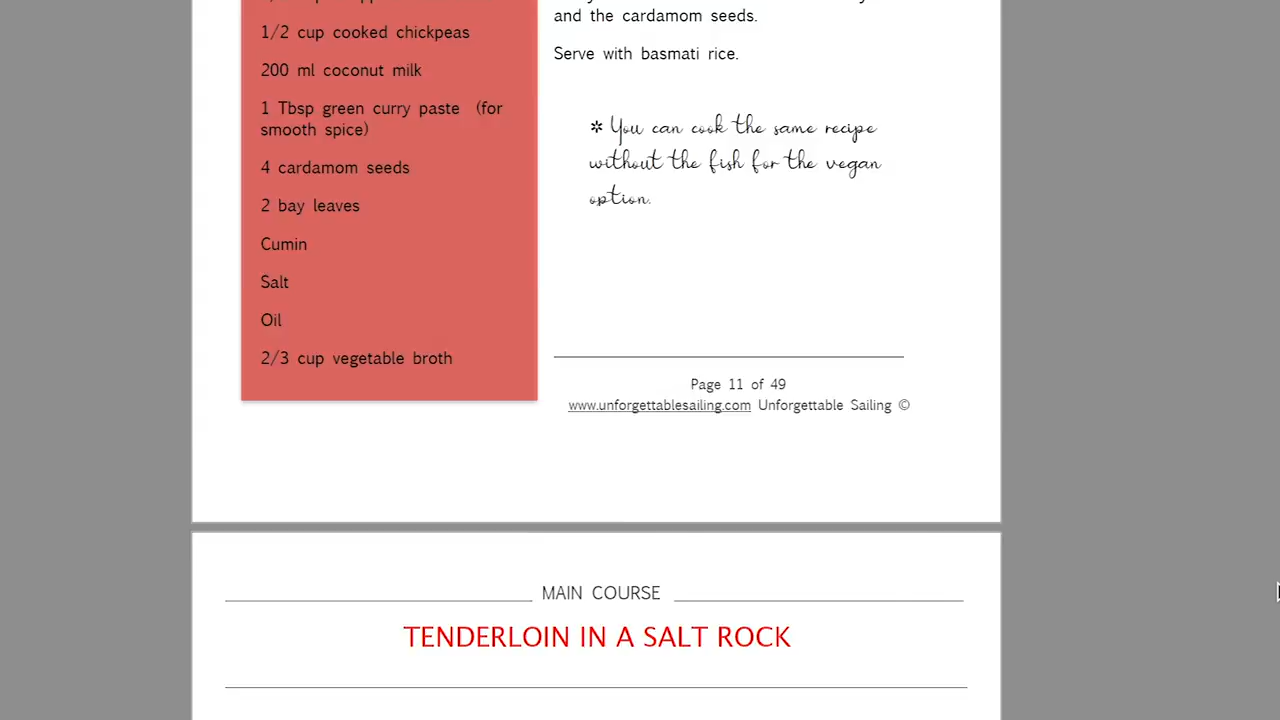 1/2 cup cooked chickpeas
200 ml coconut milk
1 Tbsp green curry paste (for
smooth spice)
4 cardamom seeds
2 bay leaves
Cumin
Salt
Oil
2/3 cup vegetable broth
and the cardamom seeds.
Serve with basmati rice.
* You can cook the same recipe
without the fish for the vegan
option.
Page 11 of 49
www.unforgettablesailing.com Unforgettable Sailing ©
MAIN COURSE
TENDERLOIN IN A SALT ROCK